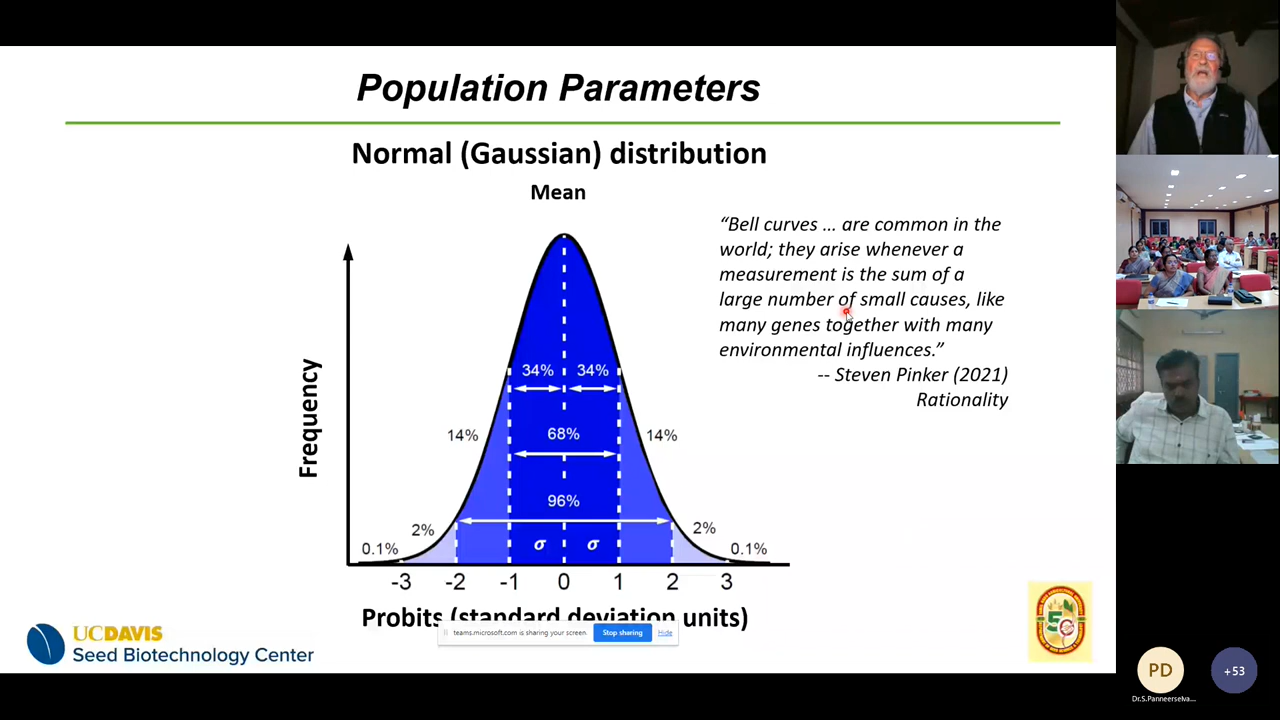 Population Parameters
Normal (Gaussian) distribution
Mean
“Bell curves ... are common in the
world; they arise whenever a
measurement is the sum of a
large number of small causes, like
many genes together with many
environmental influences.”
-- Steven Pinker (2021)
Rationality
Frequency
34% 34%
14% 68% 14%
96%
2% 2%
0.1% σ σ 0.1%
-3 -2 -1 0 1 2 3
Probits (standard deviation units)
teams.microsoft.com is sharing your screen. Stop sharing Hide
UCDAVIS
Seed Biotechnology Center
PD
+53
Dr.S.Panneerselva...